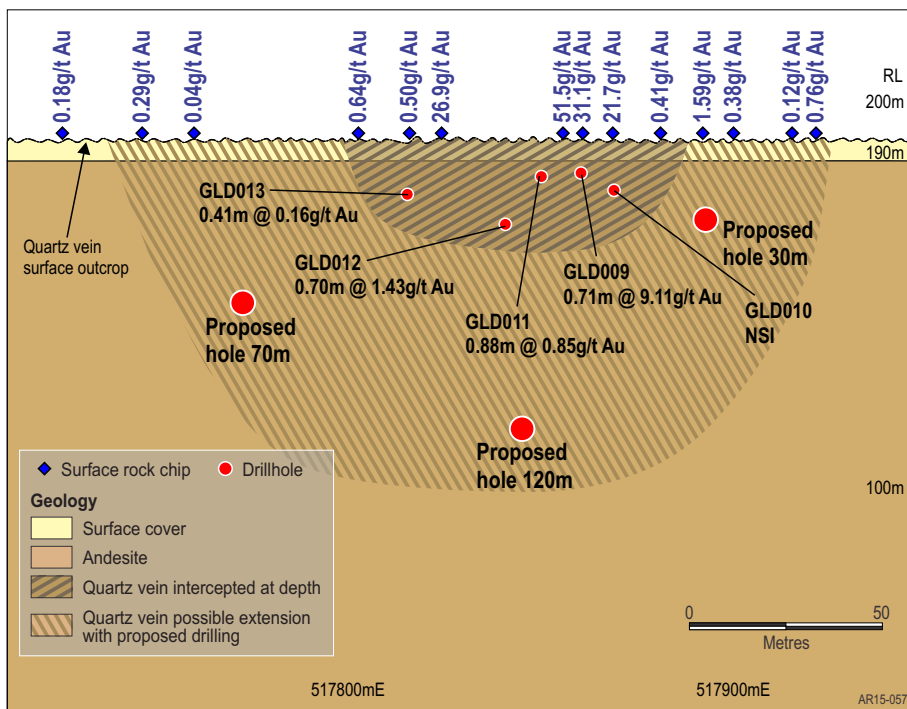 0.18g/t Au
0.29g/t Au
0.04g/t Au
0.64g/t Au
0.50g/t Au
26.9g/t Au
51.5g/t Au
31.1g/t Au
21.7g/t Au
0.41g/t Au
1.59g/t Au
0.38g/t Au
0.12g/t Au
0.76g/t Au
RL
200m
190m
GLD013
0.41m @ 0.16g/t Au
Quartz vein
surface outcrop
GLD012
0.70m @ 1.43g/t Au
GLD011
0.88m @ 0.85g/t Au
GLD009
0.71m @ 9.11g/t Au
GLD010
NSI
Proposed
hole 30m
Proposed
hole 70m
Proposed
hole 120m
100m
Surface rock chip
Drillhole
Geology
Surface cover
Andesite
Quartz vein intercepted at depth
Quartz vein possible extension
with proposed drilling
0
50
Metres
517800mE
517900mE
AR15-057